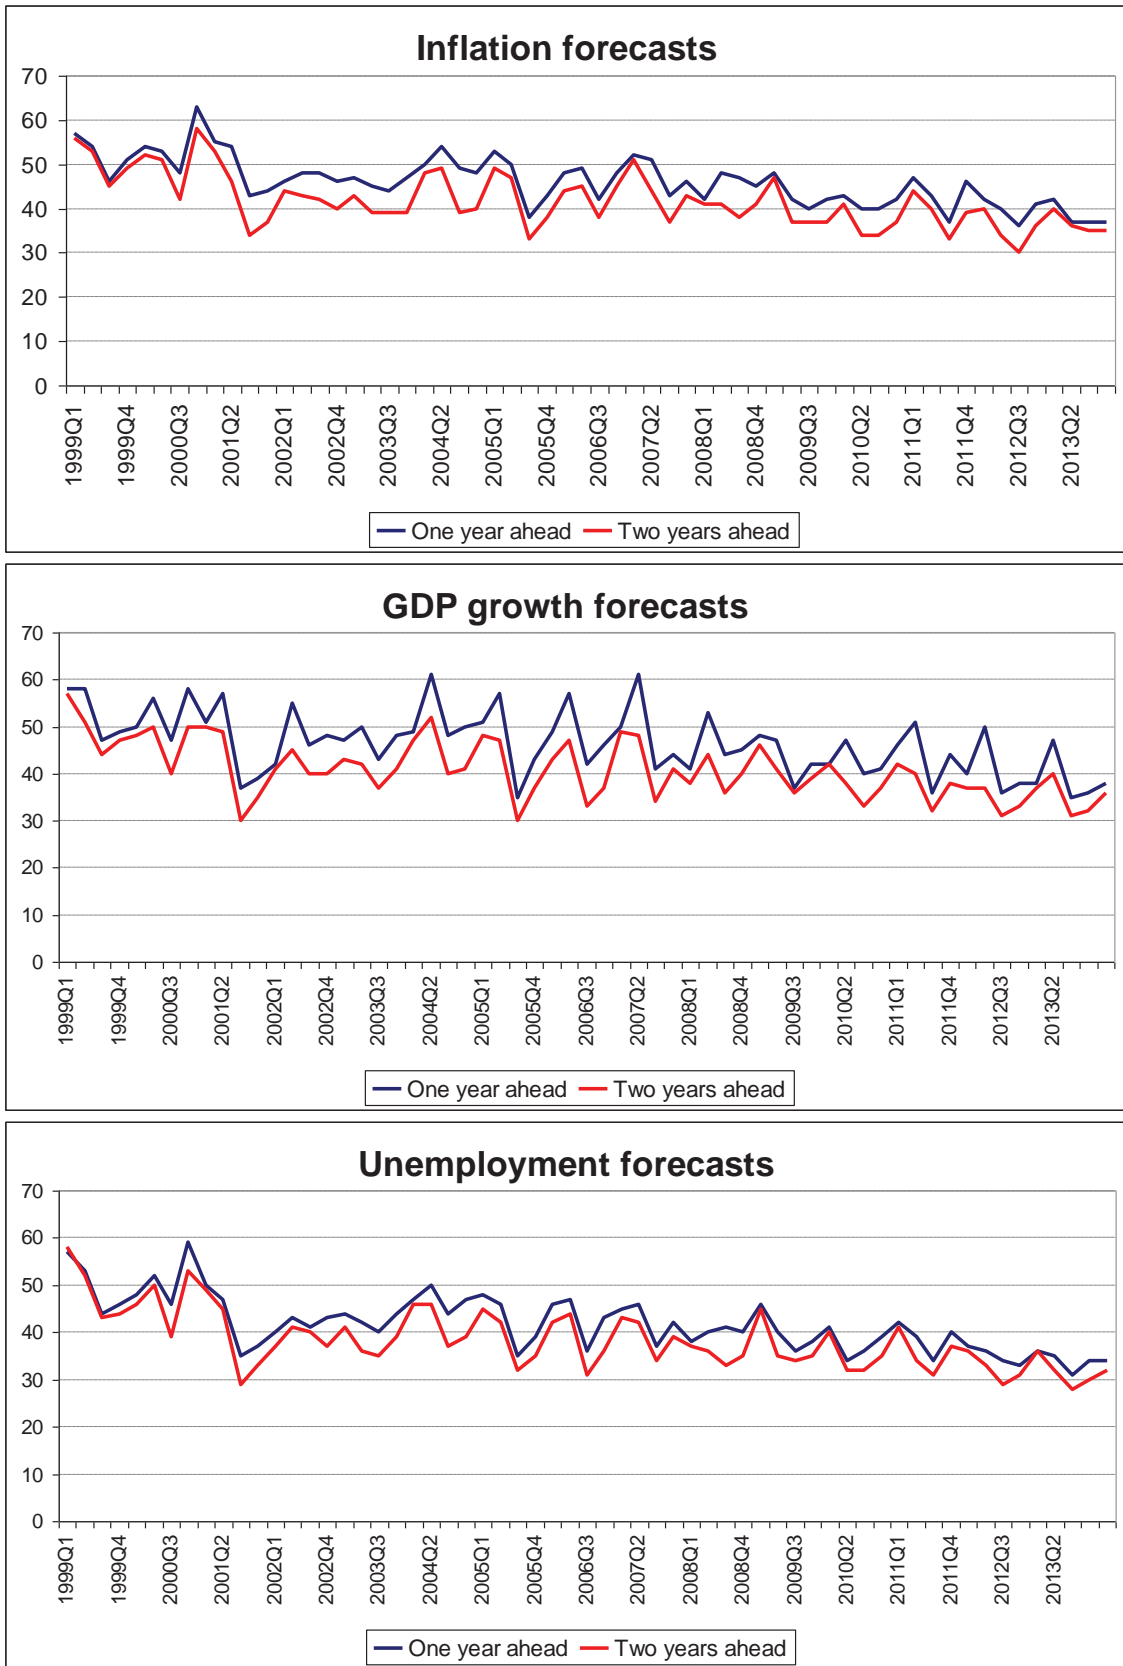 Inflation forecasts
70
60
50
40
30
20
10
0
1999Q1 1999Q4 2000Q3 2001Q2 2002Q1 2002Q4 2003Q3 2004Q2 2005Q1 2005Q4 2006Q3 2007Q2 2008Q1 2008Q4 2009Q3 2010Q2 2011Q1 2011Q4 2012Q3 2013Q2
One year ahead Two years ahead
GDP growth forecasts
70
60
50
40
30
20
10
0
1999Q1 1999Q4 2000Q3 2001Q2 2002Q1 2002Q4 2003Q3 2004Q2 2005Q1 2005Q4 2006Q3 2007Q2 2008Q1 2008Q4 2009Q3 2010Q2 2011Q1 2011Q4 2012Q3 2013Q2
One year ahead Two years ahead
Unemployment forecasts
70
60
50
40
30
20
10
0
1999Q1 1999Q4 2000Q3 2001Q2 2002Q1 2002Q4 2003Q3 2004Q2 2005Q1 2005Q4 2006Q3 2007Q2 2008Q1 2008Q4 2009Q3 2010Q2 2011Q1 2011Q4 2012Q3 2013Q2
One year ahead Two years ahead